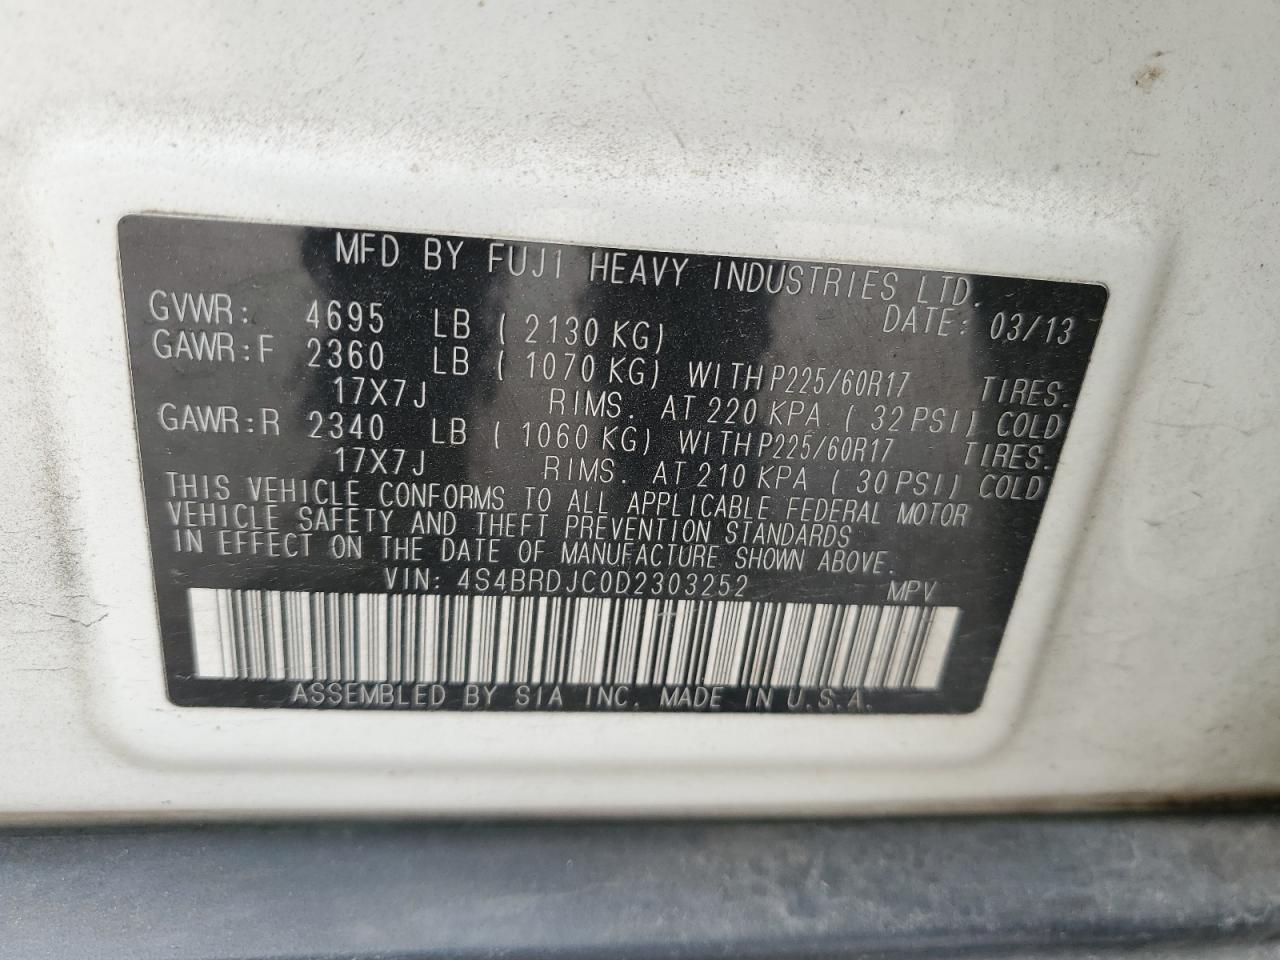 MFD BY FUJI HEAVY INDUSTRIES LTD.
GVWR: 4695 LB ( 2130 KG) DATE: 03/13
GAWR:F 2360 LB ( 1070 KG) WITH P225/60R17 TIRES.
17X7J RIMS. AT 220 KPA ( 32 PSI) COLD
GAWR:R 2340 LB ( 1060 KG) WITH P225/60R17 TIRES.
17X7J RIMS. AT 210 KPA ( 30 PSI) COLD
THIS VEHICLE CONFORMS TO ALL APPLICABLE FEDERAL MOTOR
VEHICLE SAFETY AND THEFT PREVENTION STANDARDS
IN EFFECT ON THE DATE OF MANUFACTURE SHOWN ABOVE.
VIN: 4S4BRDJC0D2303252 MPV
ASSEMBLED BY SIA INC. MADE IN U.S.A.